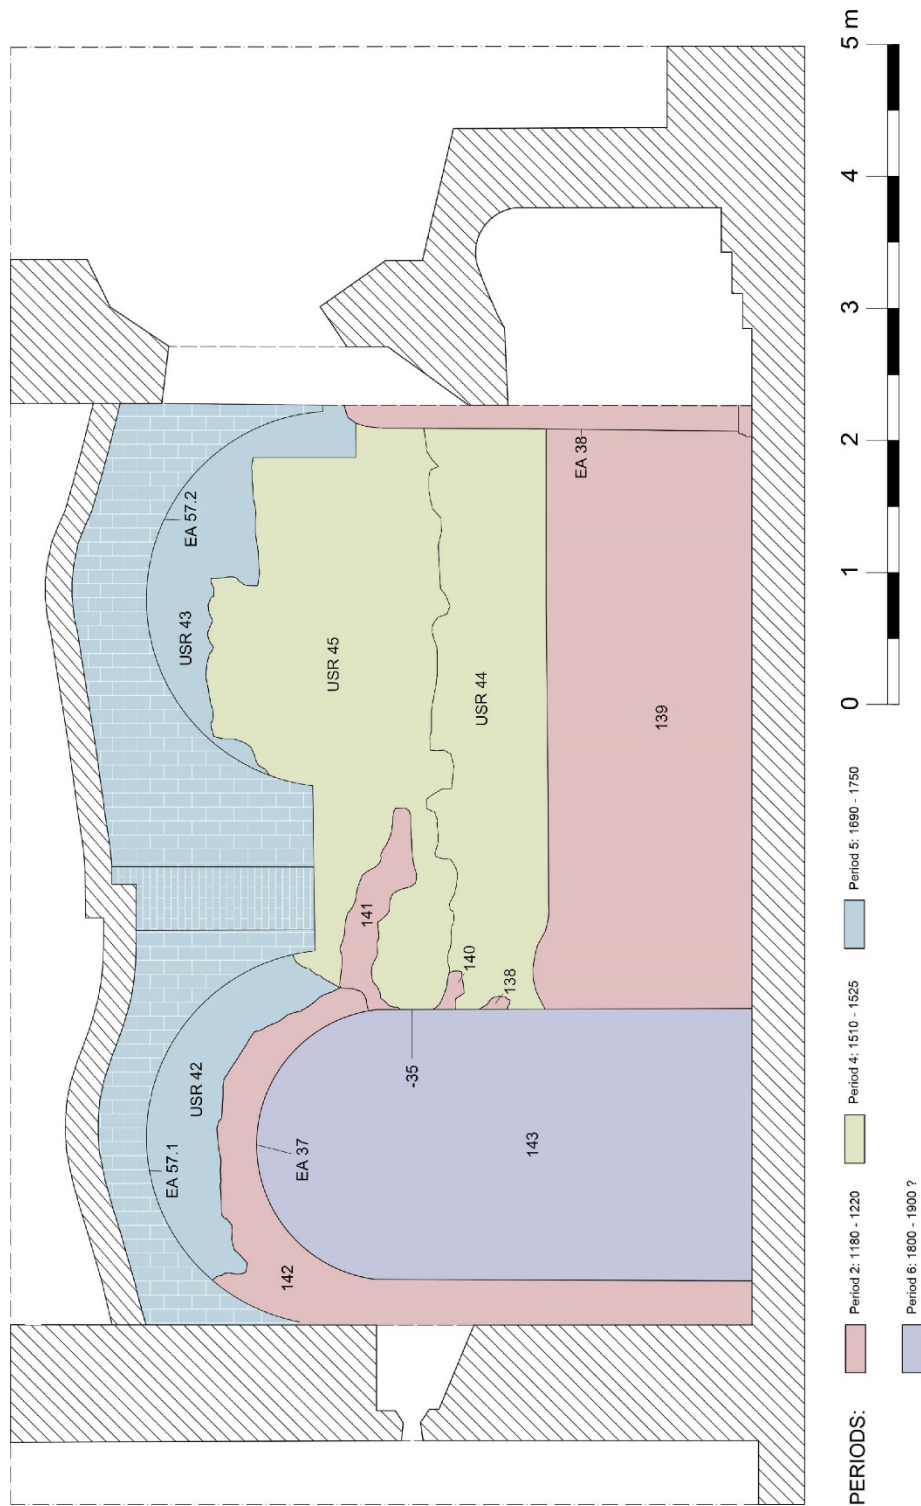 EA 57.1
USR 42
142
EA 37
143
-35
138
140
141
USR 43
EA 57.2
USR 45
USR 44
139
EA 38
PERIODS:
Period 2: 1180 - 1220
Period 4: 1510 - 1525
Period 5: 1690 - 1750
Period 6: 1800 - 1900 ?
0 1 2 3 4 5 m